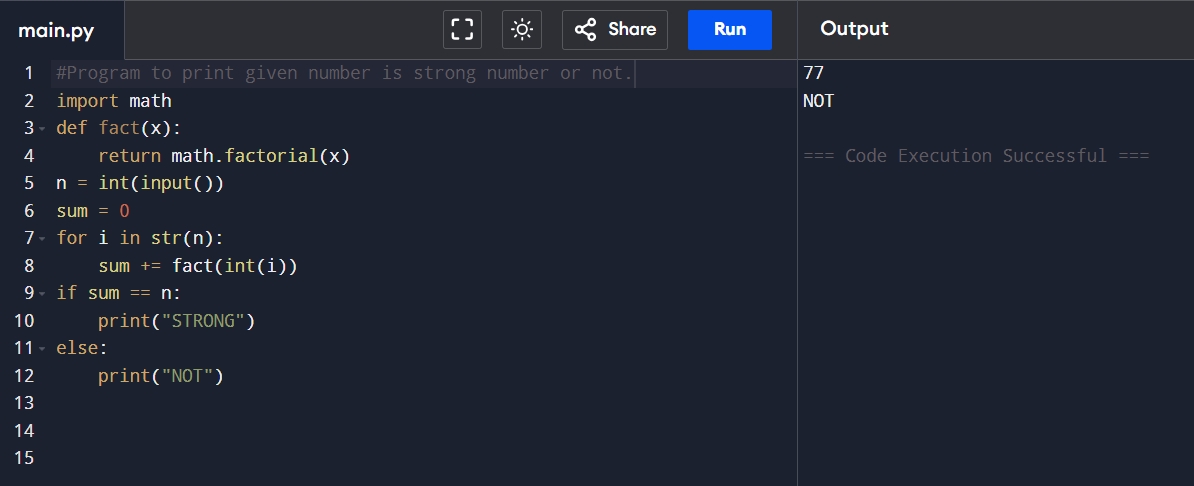 main.py
Share
Run
Output
1 #Program to print given number is strong number or not.
2 import math
3 def fact(x):
4     return math.factorial(x)
5 n = int(input())
6 sum = 0
7 for i in str(n):
8     sum += fact(int(i))
9 if sum == n:
10     print("STRONG")
11 else:
12     print("NOT")
13
14
15
77
NOT
=== Code Execution Successful ===